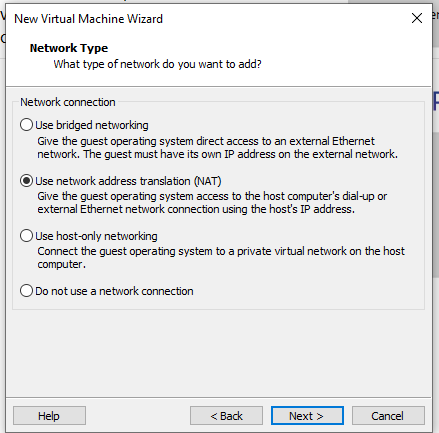 New Virtual Machine Wizard
Network Type
What type of network do you want to add?
Network connection
Use bridged networking
Give the guest operating system direct access to an external Ethernet
network. The guest must have its own IP address on the external network.
Use network address translation (NAT)
Give the guest operating system access to the host computer's dial-up or
external Ethernet network connection using the host's IP address.
Use host-only networking
Connect the guest operating system to a private virtual network on the host
computer.
Do not use a network connection
Help
< Back
Next >
Cancel